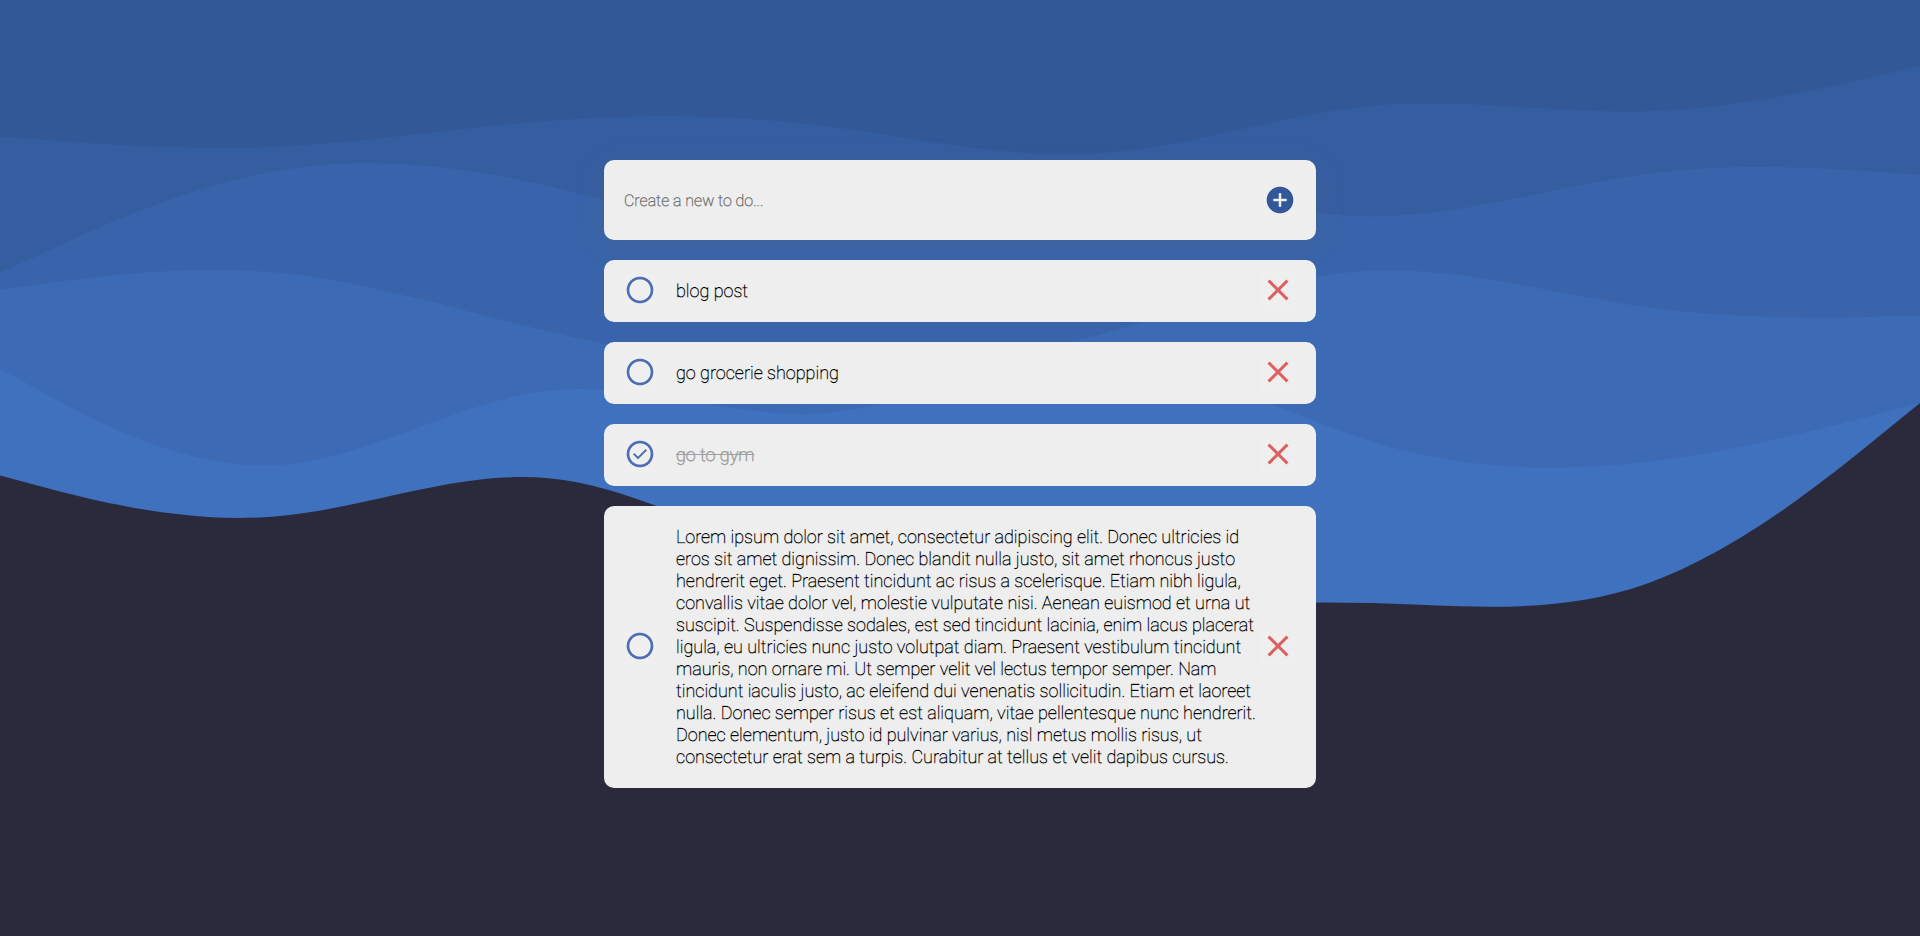 Create a new to do...
blog post
go grocerie shopping
go to gym
Lorem ipsum dolor sit amet, consectetur adipiscing elit. Donec ultricies id
eros sit amet dignissim. Donec blandit nulla justo, sit amet rhoncus justo
hendrerit eget. Praesent tincidunt ac risus a scelerisque. Etiam nibh ligula,
convallis vitae dolor vel, molestie vulputate nisi. Aenean euismod et urna ut
suscipit. Suspendisse sodales, est sed tincidunt lacinia, enim lacus placerat
ligula, eu ultricies nunc justo volutpat diam. Praesent vestibulum tincidunt
mauris, non ornare mi. Ut semper velit vel lectus tempor semper. Nam
tincidunt iaculis justo, ac eleifend dui venenatis sollicitudin. Etiam et laoreet
nulla. Donec semper risus et est aliquam, vitae pellentesque nunc hendrerit.
Donec elementum, justo id pulvinar varius, nisl metus mollis risus, ut
consectetur erat sem a turpis. Curabitur at tellus et velit dapibus cursus.